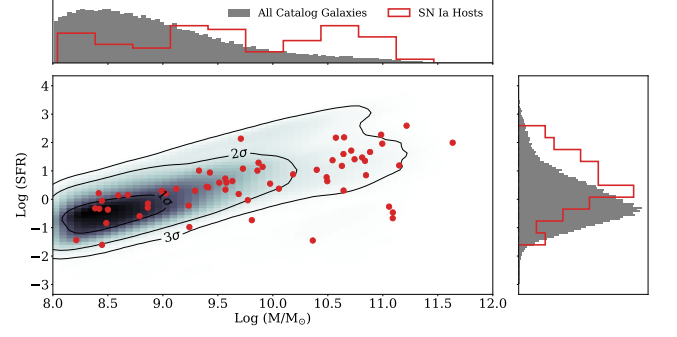 All Catalog Galaxies SN Ia Hosts
Log (SFR)
4
3
2
1
0
−1
−2
−3
2σ
1σ
3σ
8.0 8.5 9.0 9.5 10.0 10.5 11.0 11.5 12.0
Log (M/M☉)